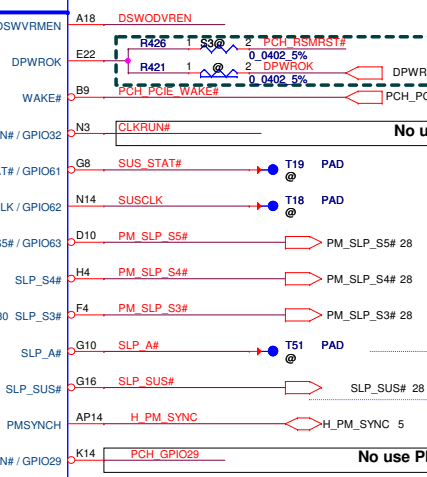 DSWVRMEN A18 DSWODVREN
R426 1 S3@ 2 PCH_RSMRST#
0_0402_5%
DPWROK E22
R421 1 @ 2 DPWROK DPWR
0_0402_5%
WAKE# B9 PCH_PCIE_WAKE# PCH_PC
N# / GPIO32 N3 CLKRUN# No u
T# / GPIO61 G8 SUS_STAT# T19 PAD
@
LK / GPIO62 N14 SUSCLK T18 PAD
@
S5# / GPIO63 D10 PM_SLP_S5# PM_SLP_S5# 28
SLP_S4# H4 PM_SLP_S4# PM_SLP_S4# 28
30 SLP_S3# F4 PM_SLP_S3# PM_SLP_S3# 28
SLP_A# G10 SLP_A# T51 PAD
@
SLP_SUS# G16 SLP_SUS# SLP_SUS# 28
PMSYNCH AP14 H_PM_SYNC H_PM_SYNC 5
N# / GPIO29 K14 PCH_GPIO29 No use P